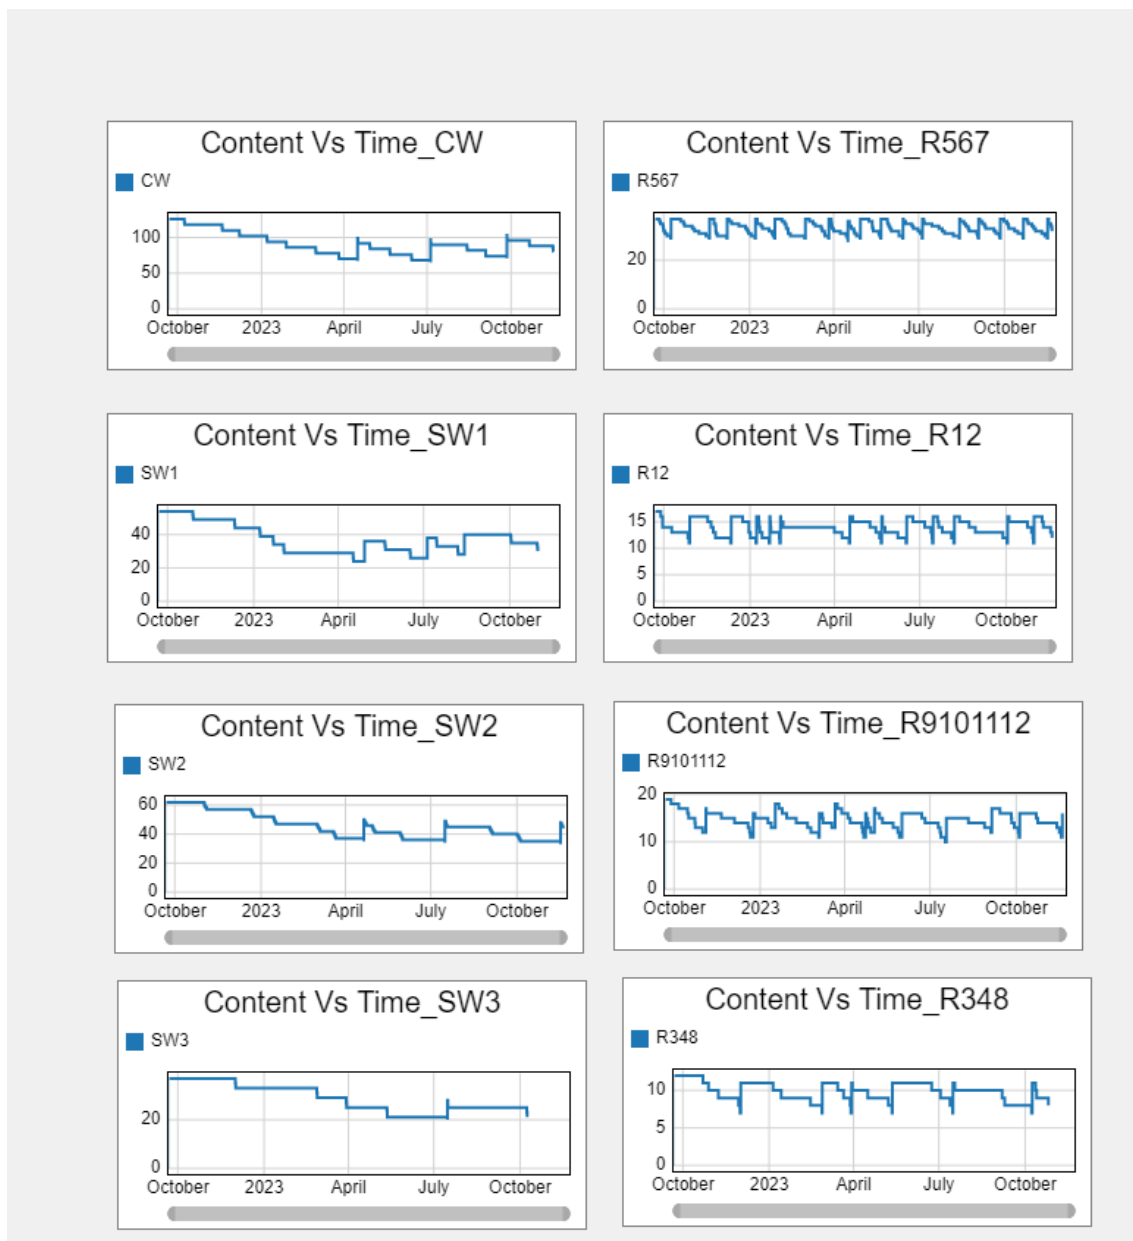 Content Vs Time_CW
CW
100
50
0
October 2023 April July October
Content Vs Time_R567
R567
20
0
October 2023 April July October
Content Vs Time_SW1
SW1
40
20
0
October 2023 April July October
Content Vs Time_R12
R12
15
10
5
0
October 2023 April July October
Content Vs Time_SW2
SW2
60
40
20
0
October 2023 April July October
Content Vs Time_R9101112
R9101112
20
10
0
October 2023 April July October
Content Vs Time_SW3
SW3
20
0
October 2023 April July October
Content Vs Time_R348
R348
10
5
0
October 2023 April July October